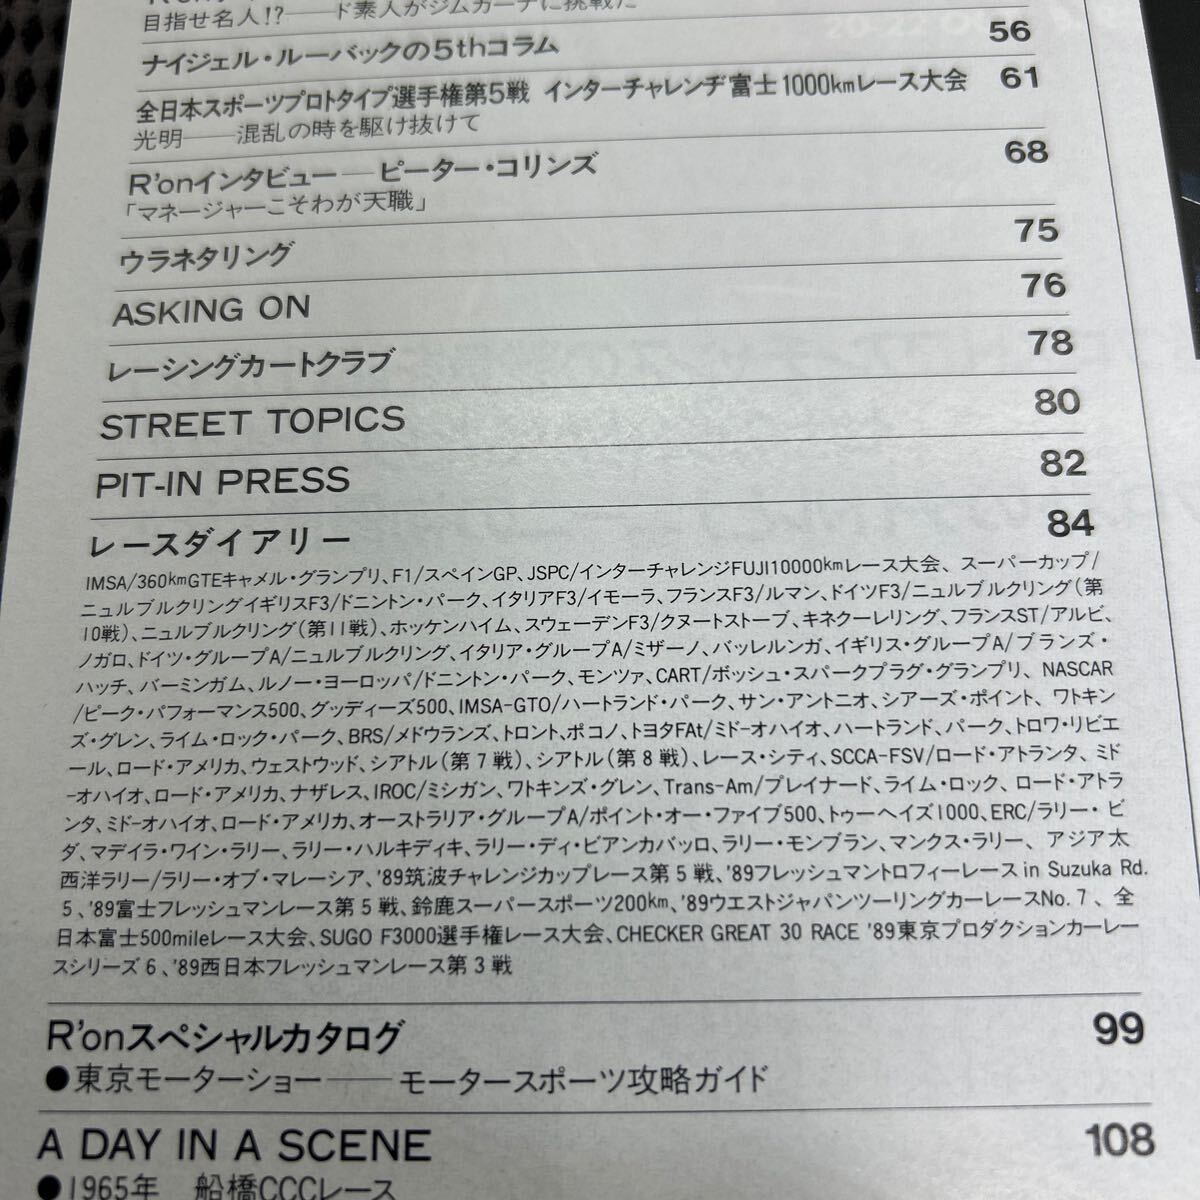 目指せ名人!?——ド素人がジムカーナに挑戦だ
ナイジェル・ルーバックの5thコラム 56
全日本スポーツプロトタイプ選手権第5戦 インターチャレンヂ富士1000kmレース大会 61
光明——混乱の時を駆け抜けて
R'onインタビュー——ピーター・コリンズ 68
「マネージャーこそわが天職」
ウラネタリング 75
ASKING ON 76
レーシングカートクラブ 78
STREET TOPICS 80
PIT-IN PRESS 82
レースダイアリー 84
IMSA/360kmGTEキャメル・グランプリ、F1/スペインGP、JSPC/インターチャレンジFUJI10000kmレース大会、スーパーカップ/
ニュルブルクリングイギリスF3/ドニントン・パーク、イタリアF3/イモーラ、フランスF3/ルマン、ドイツF3/ニュルブルクリング(第
10戦)、ニュルブルクリング(第11戦)、ホッケンハイム、スウェーデンF3/クヌートストープ、キネクーレリング、フランスST/アルビ、
ノガロ、ドイツ・グループA/ニュルブルクリング、イタリア・グループA/ミザーノ、バッレルンガ、イギリス・グループA/ブランズ・
ハッチ、バーミンガム、ルノー・ヨーロッパ/ドニントン・パーク、モンツァ、CART/ボッシュ・スパークプラグ・グランプリ、NASCAR
/ピーク・パフォーマンス500、グッディーズ500、IMSA-GTO/ハートランド・パーク、サン・アントニオ、シアーズ・ポイント、ワトキン
ズ・グレン、ライム・ロック・パーク、BRS/メドウランズ、トロント、ポコノ、トヨタFAt/ミド-オハイオ、ハートランド、パーク、トロワ・リビエ
ール、ロード・アメリカ、ウェストウッド、シアトル(第7戦)、シアトル(第8戦)、レース・シティ、SCCA-FSV/ロード・アトランタ、ミド
-オハイオ、ロード・アメリカ、ナザレス、IROC/ミシガン、ワトキンズ・グレン、Trans-Am/ブレイナード、ライム・ロック、ロード・アトラ
ンタ、ミド-オハイオ、ロード・アメリカ、オーストラリア・グループA/ポイント・オー・ファイブ500、トゥーヘイズ1000、ERC/ラリー・ビ
ダ、マデイラ・ワイン・ラリー、ラリー・ハルキディキ、ラリー・ディ・ビアンカバッロ、ラリー・モンブラン、マンクス・ラリー、アジア太
西洋ラリー/ラリー・オブ・マレーシア、'89筑波チャレンジカップレース第5戦、'89フレッシュマントロフィーレースin Suzuka Rd.
5、'89富士フレッシュマンレース第5戦、鈴鹿スーパースポーツ200km、'89ウエストジャパンツーリングカーレースNo.7、全
日本富士500mileレース大会、SUGO F3000選手権レース大会、CHECKER GREAT 30 RACE '89東京プロダクションカーレー
スシリーズ6、'89西日本フレッシュマンレース第3戦
R'onスペシャルカタログ 99
●東京モーターショー——モータースポーツ攻略ガイド
A DAY IN A SCENE 108
●1965年 船橋CCCレース